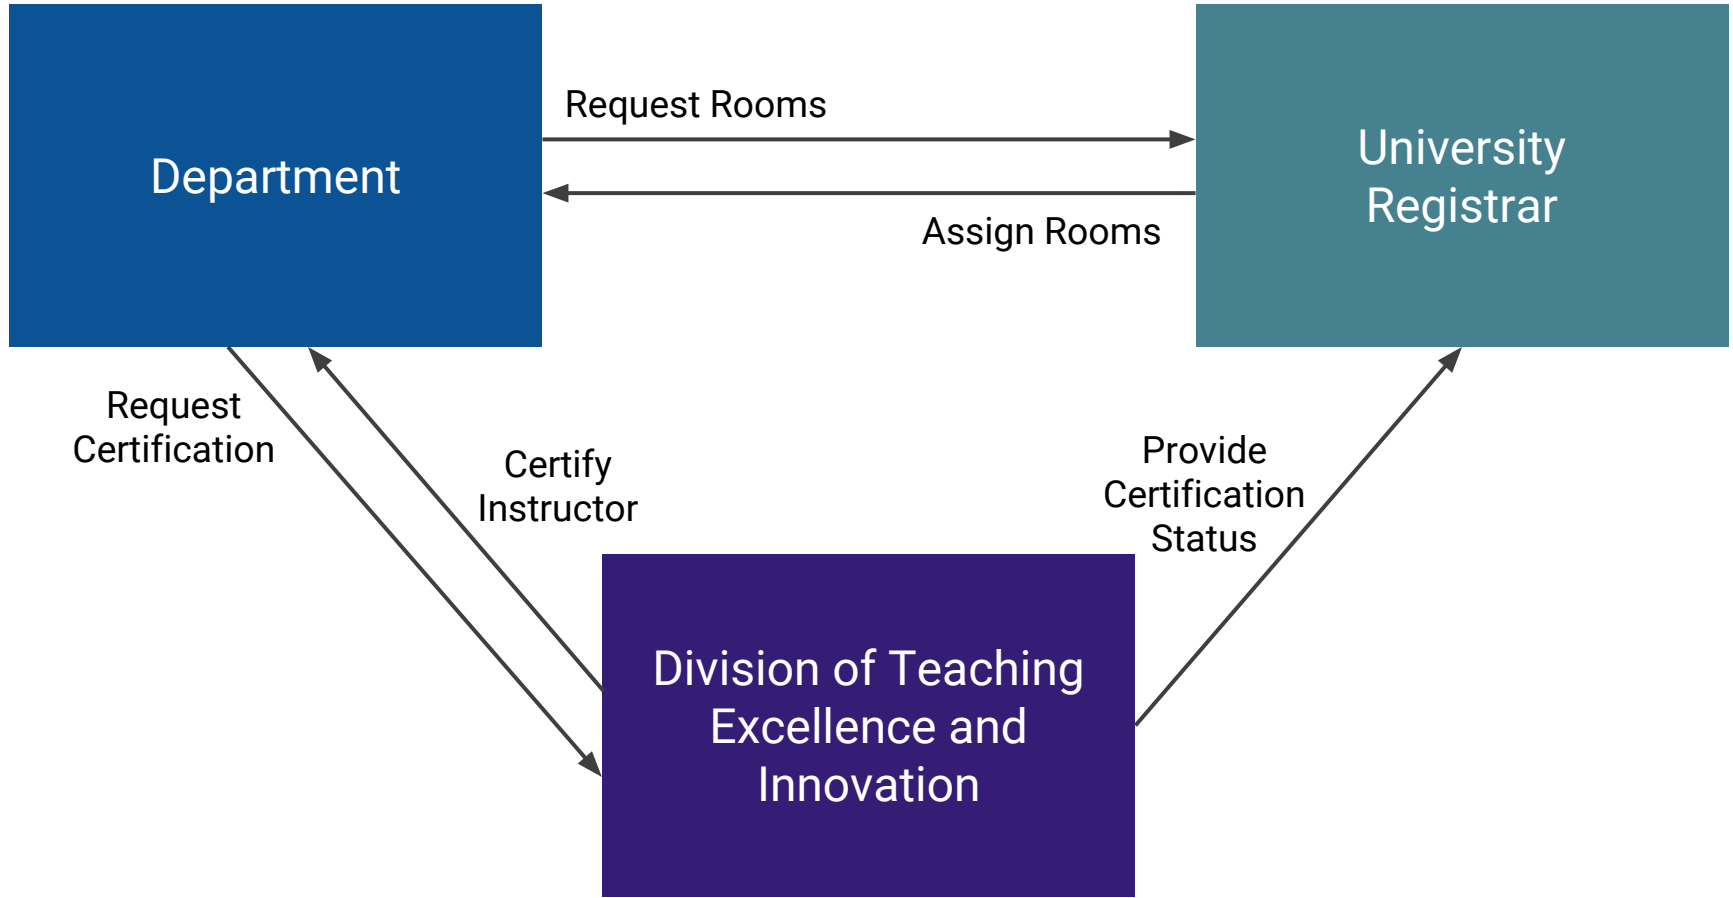 Request Rooms
Department
University
Registrar
Assign Rooms
Request
Certification
Certify
Instructor
Provide
Certification
Status
Division of Teaching
Excellence and
Innovation